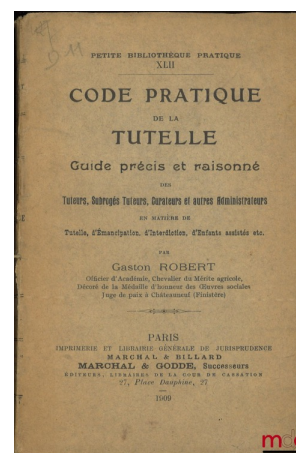 PETITE BIBLIOTHÈQUE PRATIQUE
XLII
CODE PRATIQUE
DE LA
TUTELLE
Guide précis et raisonné
DES
Tuteurs, Subrogés Tuteurs, Curateurs et autres Administrateurs
EN MATIÈRE DE
Tutelle, d'Émancipation, d'Interdiction, d'Enfants assistés etc.
PAR
Gaston ROBERT
Officier d'Académie, Chevalier du Mérite agricole,
Décoré de la Médaille d'honneur des Œuvres sociales
Juge de paix à Châteauneuf (Finistère)
PARIS
IMPRIMERIE ET LIBRAIRIE GÉNÉRALE DE JURISPRUDENCE
MARCHAL & BILLARD
MARCHAL & GODDE, Successeurs
ÉDITEURS, LIBRAIRES DE LA COUR DE CASSATION
27, Place Dauphine, 27
1909